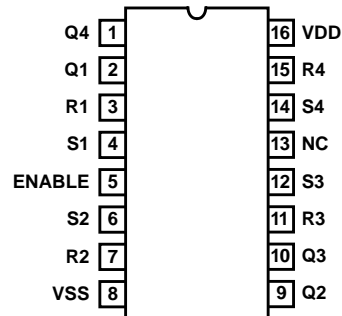 Q4 1 16 VDD
Q1 2 15 R4
R1 3 14 S4
S1 4 13 NC
ENABLE 5 12 S3
S2 6 11 R3
R2 7 10 Q3
VSS 8 9 Q2